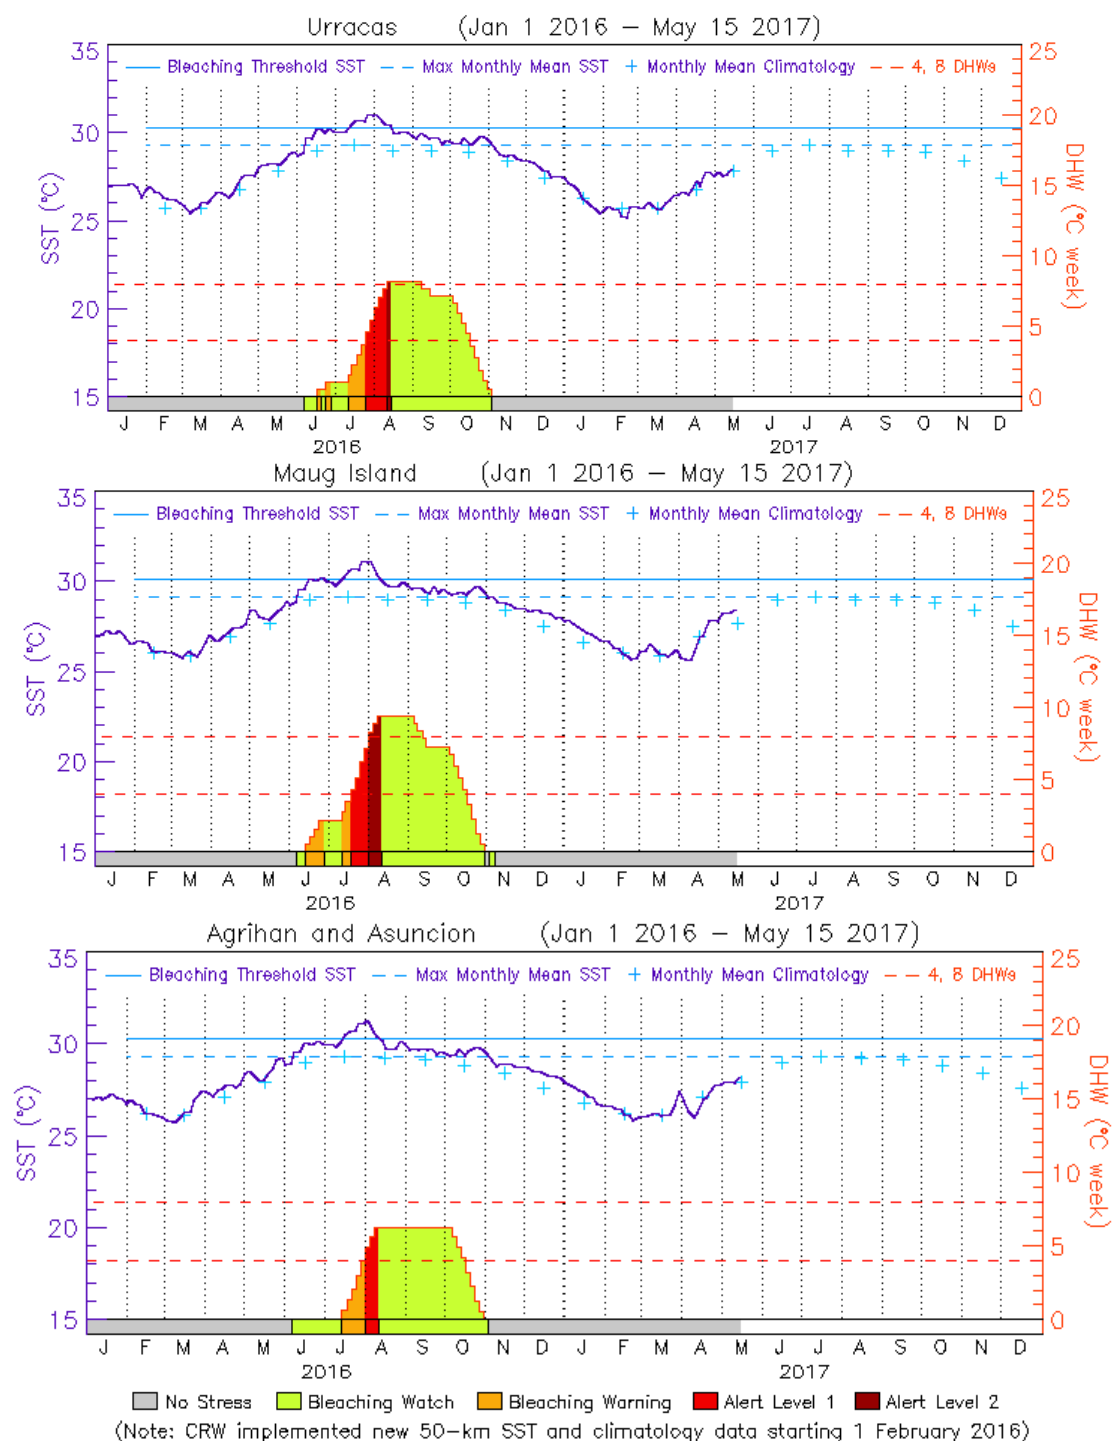 Urracas (Jan 1 2016 – May 15 2017)
35 25
Bleaching Threshold SST Max Monthly Mean SST Monthly Mean Climatology 4, 8 DHWs
30 20
SST (°C) DHW (°C week)
15
25
10
20
5
15 0
J F M A M J J A S O N D J F M A M J J A S O N D
2016 2017
Maug Island (Jan 1 2016 – May 15 2017)
35 25
Bleaching Threshold SST Max Monthly Mean SST Monthly Mean Climatology 4, 8 DHWs
30 20
SST (°C) DHW (°C week)
15
25
10
20
5
15 0
J F M A M J J A S O N D J F M A M J J A S O N D
2016 2017
Agrihan and Asuncion (Jan 1 2016 – May 15 2017)
35 25
Bleaching Threshold SST Max Monthly Mean SST Monthly Mean Climatology 4, 8 DHWs
30 20
SST (°C) DHW (°C week)
15
25
10
20
5
15 0
J F M A M J J A S O N D J F M A M J J A S O N D
2016 2017
No Stress Bleaching Watch Bleaching Warning Alert Level 1 Alert Level 2
(Note: CRW implemented new 50–km SST and climatology data starting 1 February 2016)